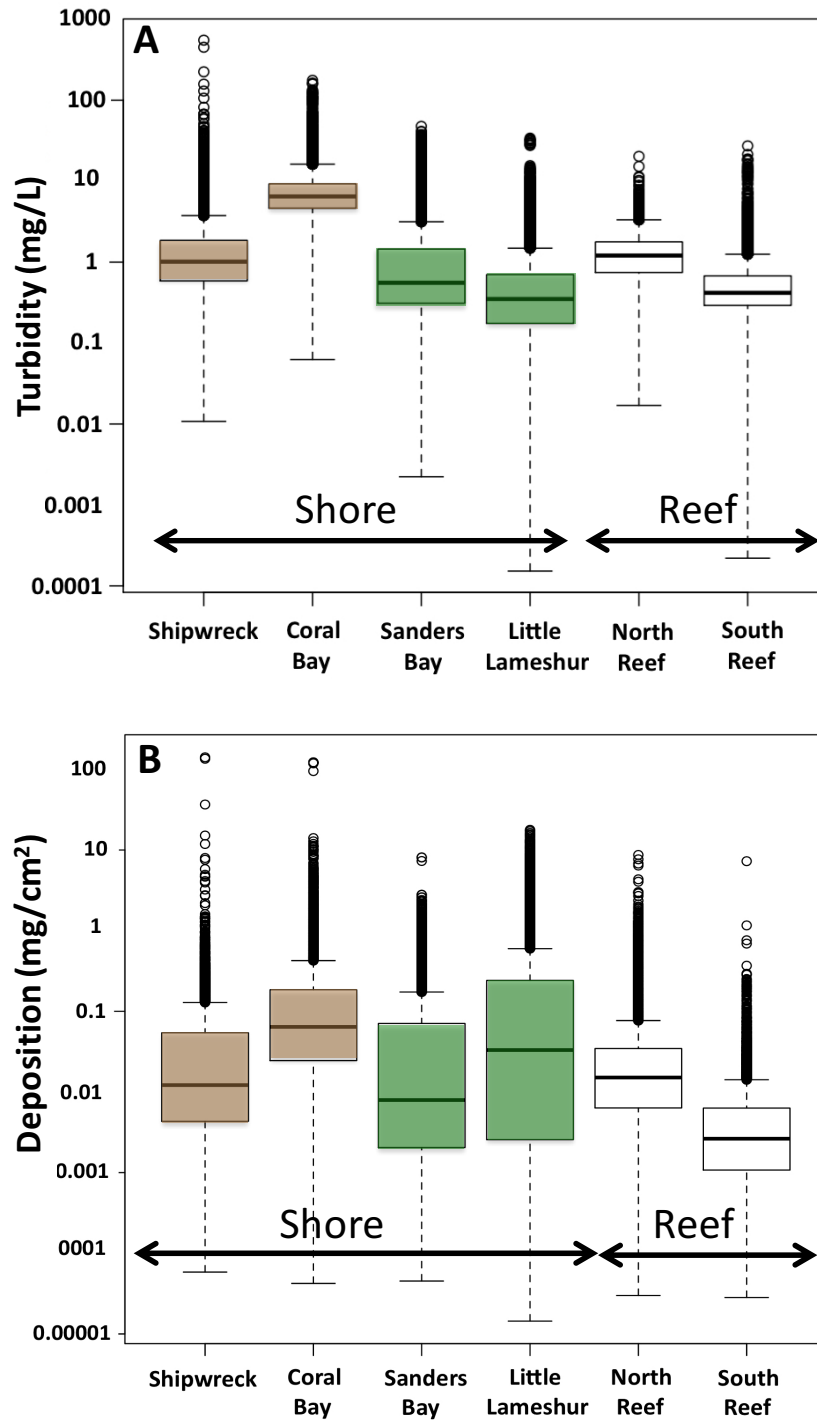 A
1000
100
10
1
0.1
0.01
0.001
0.0001
Turbidity (mg/L)
Shore
Reef
Shipwreck
Coral
Bay
Sanders
Bay
Little
Lameshur
North
Reef
South
Reef
B
100
10
1
0.1
0.01
0.001
0001
0.00001
Deposition (mg/cm²)
Shore
Reef
Shipwreck
Coral
Bay
Sanders
Bay
Little
Lameshur
North
Reef
South
Reef